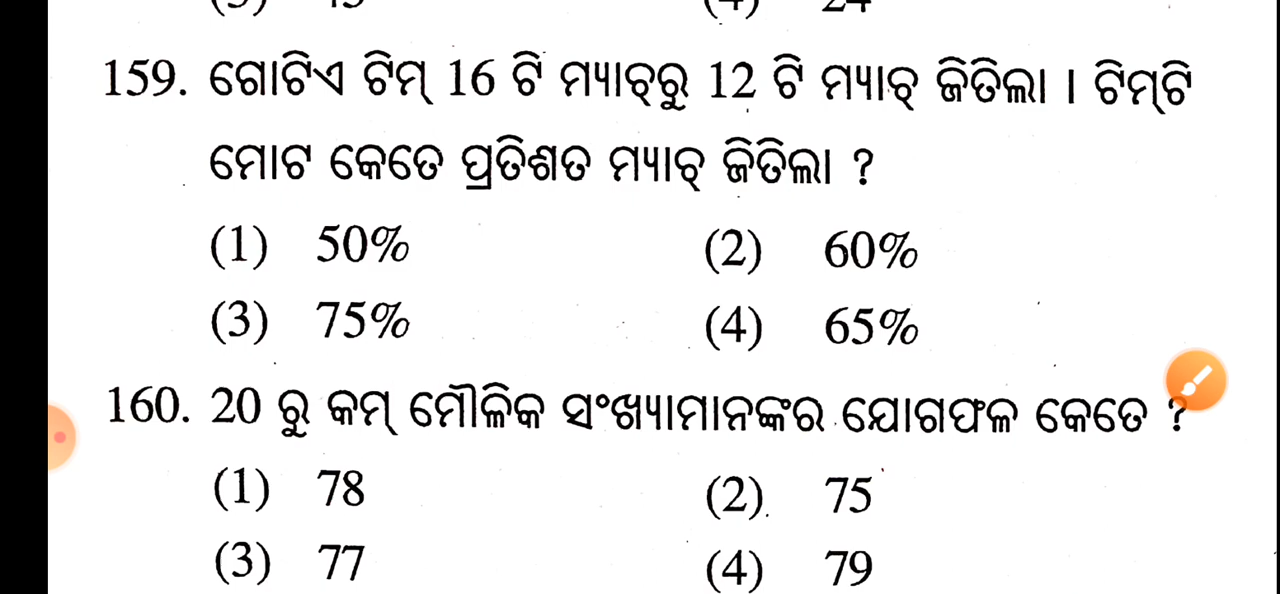 159. ଗୋଟିଏ ଟିମ୍ 16 ଟି ମ୍ୟାଚ୍‌ରୁ 12 ଟି ମ୍ୟାଚ୍ ଜିତିଲା । ଟିମ୍‌ଟି
ମୋଟ କେତେ ପ୍ରତିଶତ ମ୍ୟାଚ୍ ଜିତିଲା ?
(1) 50% (2) 60%
(3) 75% (4) 65%
160. 20 ରୁ କମ୍ ମୌଳିକ ସଂଖ୍ୟାମାନଙ୍କର ଯୋଗଫଳ କେତେ ?
(1) 78 (2) 75
(3) 77 (4) 79